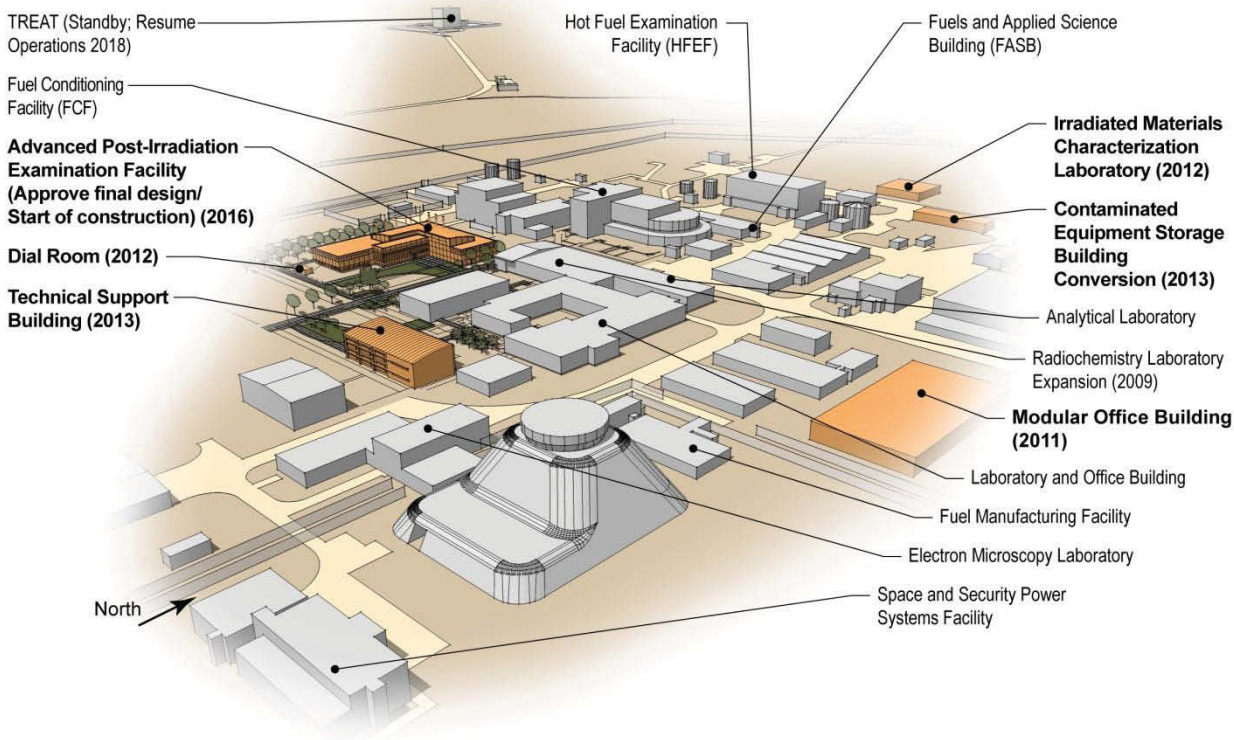 TREAT (Standby; Resume
Operations 2018)
Fuel Conditioning
Facility (FCF)
Advanced Post-Irradiation
Examination Facility
(Approve final design/
Start of construction) (2016)
Dial Room (2012)
Technical Support
Building (2013)
Hot Fuel Examination
Facility (HFEF)
Fuels and Applied Science
Building (FASB)
Irradiated Materials
Characterization
Laboratory (2012)
Contaminated
Equipment Storage
Building
Conversion (2013)
Analytical Laboratory
Radiochemistry Laboratory
Expansion (2009)
Modular Office Building
(2011)
Laboratory and Office Building
Fuel Manufacturing Facility
Electron Microscopy Laboratory
Space and Security Power
Systems Facility
North